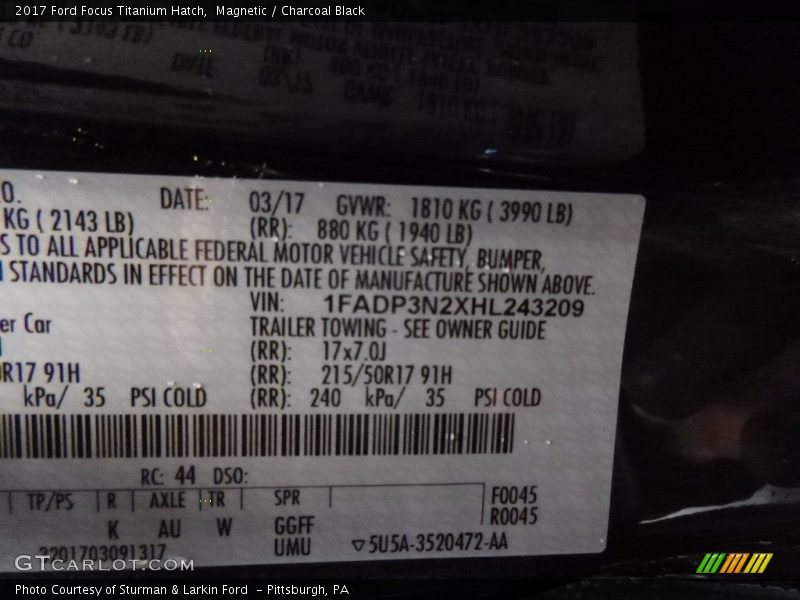 2017 Ford Focus Titanium Hatch,  Magnetic / Charcoal Black
O. DATE: 03/17 GVWR: 1810 KG ( 3990 LB)
KG ( 2143 LB) (RR): 880 KG ( 1940 LB)
S TO ALL APPLICABLE FEDERAL MOTOR VEHICLE SAFETY, BUMPER,
STANDARDS IN EFFECT ON THE DATE OF MANUFACTURE SHOWN ABOVE.
VIN: 1FADP3N2XHL243209
er Car TRAILER TOWING - SEE OWNER GUIDE
(RR): 17x7.0J
R17 91H (RR): 215/50R17 91H
kPa/ 35 PSI COLD (RR): 240 kPa/ 35 PSI COLD
RC: 44 DSO:
TP/PS R AXLE TR SPR F0045
R0045
K AU W GGFF
UMU ▽5U5A-3520472-AA
201703091317
GTCARLOT.COM
Photo Courtesy of Sturman & Larkin Ford  - Pittsburgh, PA